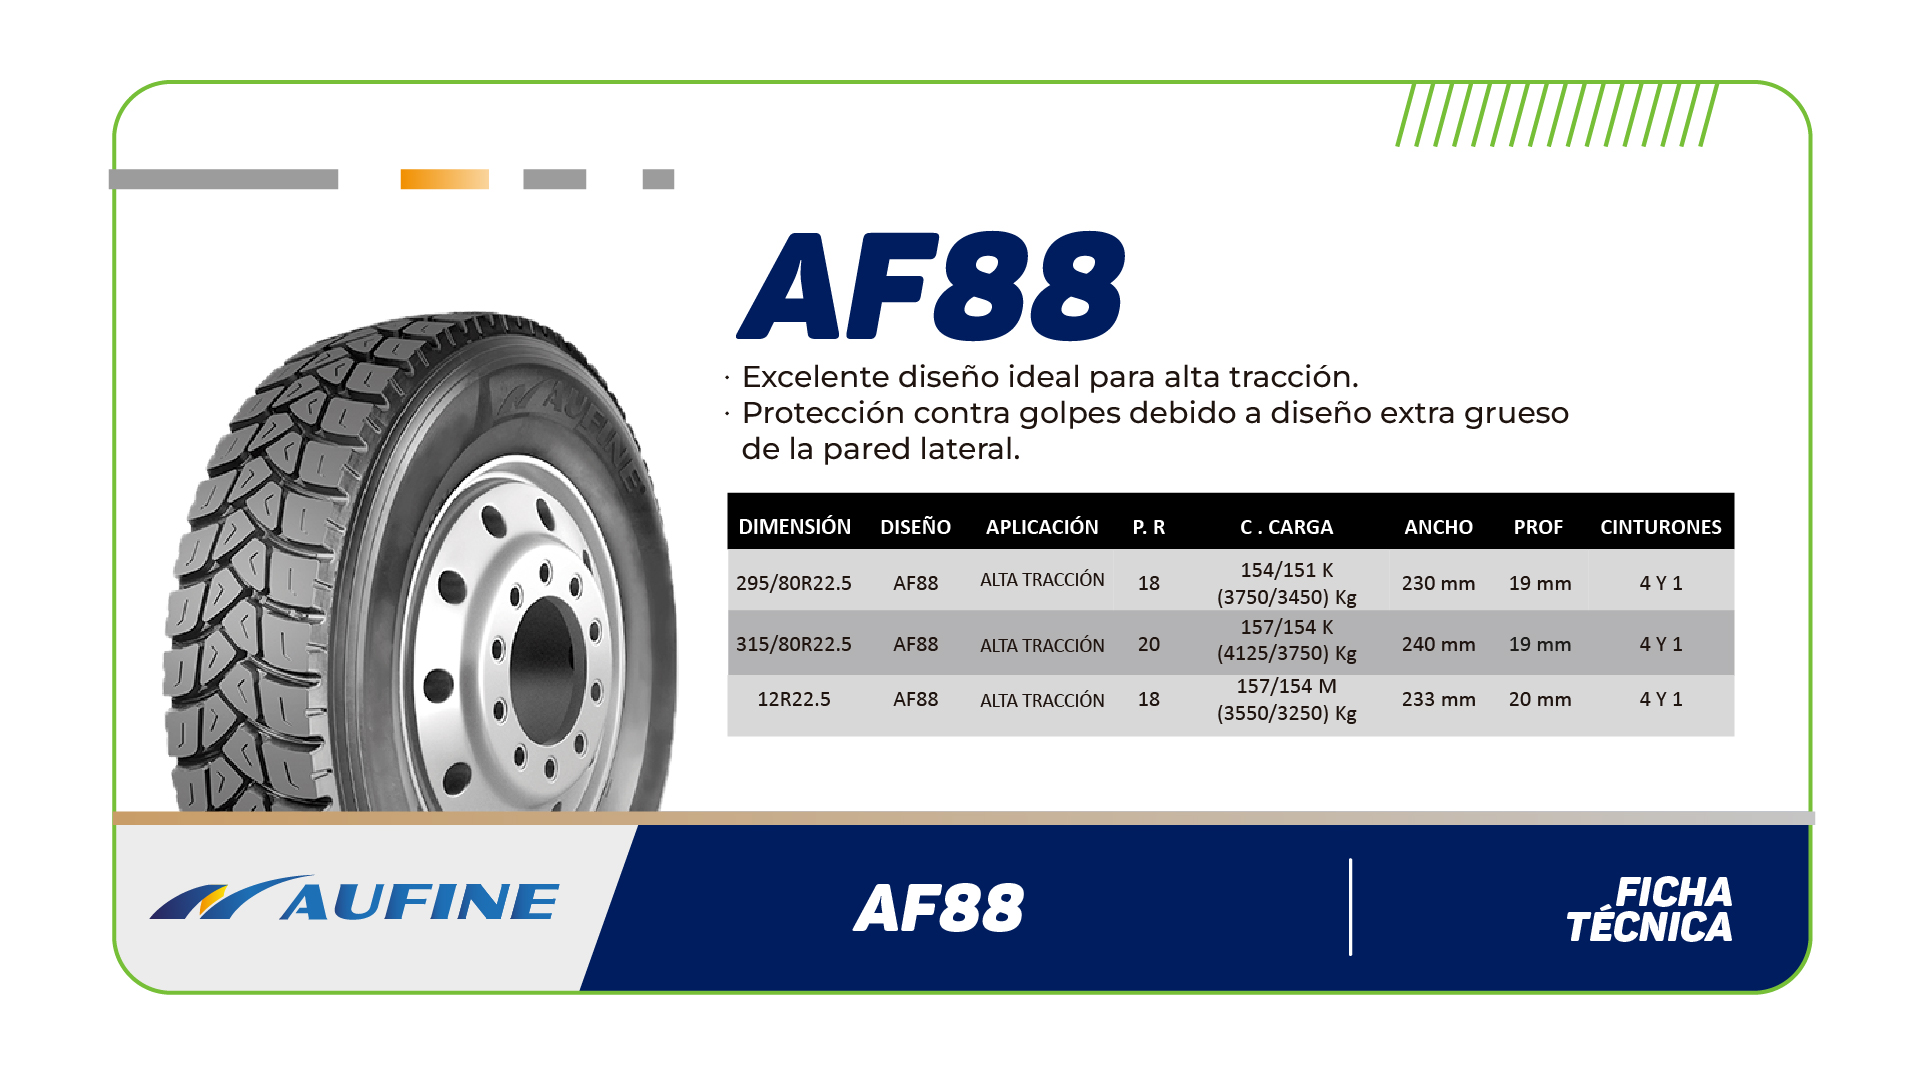 AF88
· Excelente diseño ideal para alta tracción.
· Protección contra golpes debido a diseño extra grueso
de la pared lateral.
AUFINE
DIMENSIÓN DISEÑO APLICACIÓN P. R C . CARGA ANCHO PROF CINTURONES
295/80R22.5 AF88 ALTA TRACCIÓN 18 154/151 K (3750/3450) Kg 230 mm 19 mm 4 Y 1
315/80R22.5 AF88 ALTA TRACCIÓN 20 157/154 K (4125/3750) Kg 240 mm 19 mm 4 Y 1
12R22.5 AF88 ALTA TRACCIÓN 18 157/154 M (3550/3250) Kg 233 mm 20 mm 4 Y 1
AUFINE
AF88
FICHA
TÉCNICA